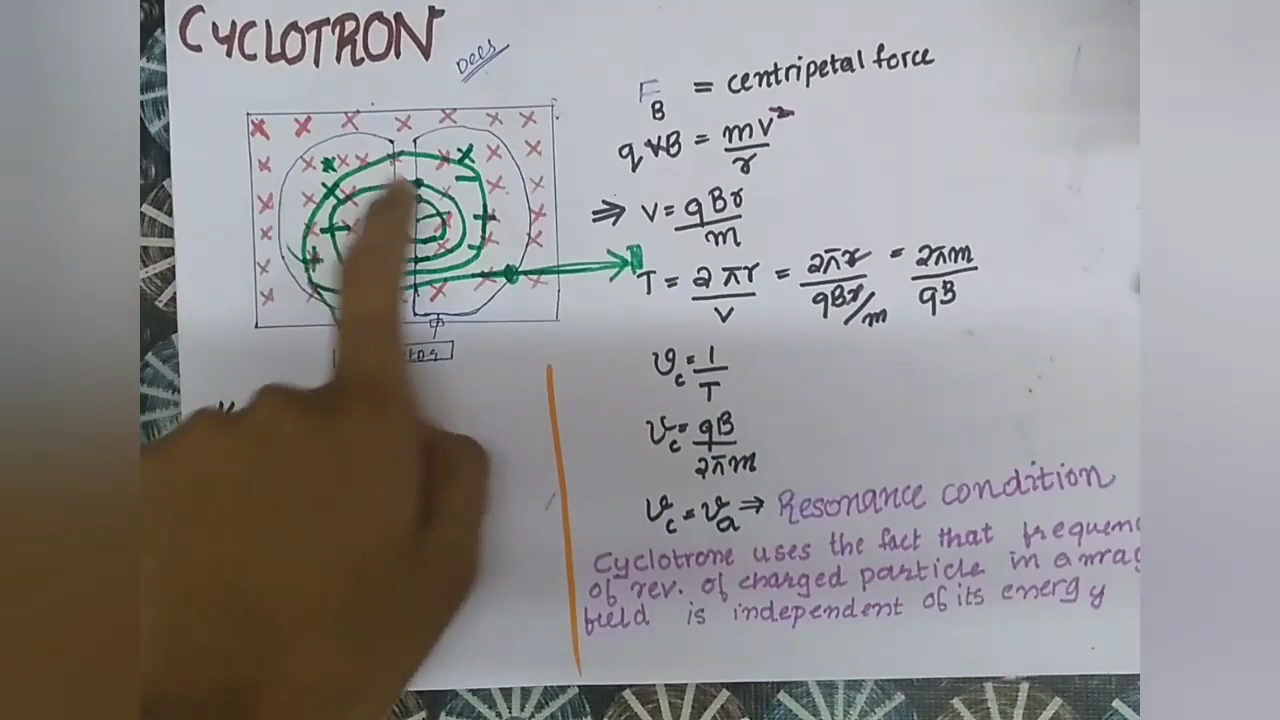 CYCLOTRON
Dees
F_B = centripetal force
qVB = mv²/r
⇒ V = qBr/m
T = 2πr/V = 2πr/qBr/m = 2πm/qB
ν_c = 1/T
ν_c = qB/2πm
ν_c = ν_a ⇒ Resonance condition
Cyclotrone uses the fact that frequenc
of rev. of charged particle in a mag
field is independent of its energy